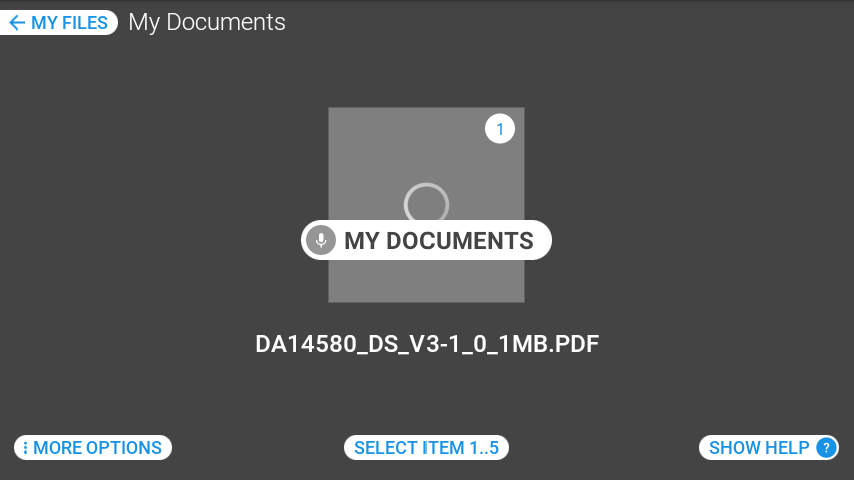 MY FILES
My Documents
1
MY DOCUMENTS
DA14580_DS_V3-1_0_1MB.PDF
MORE OPTIONS
SELECT ITEM 1..5
SHOW HELP ?